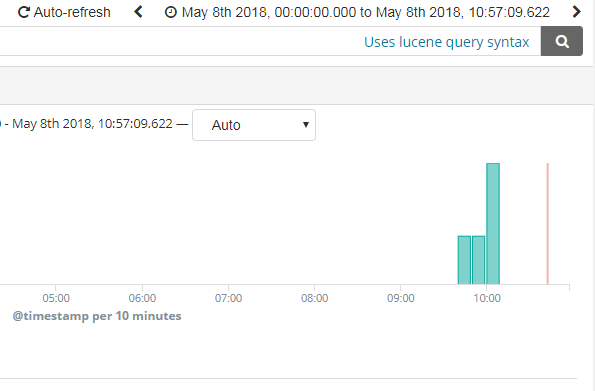 Auto-refresh May 8th 2018, 00:00:00.000 to May 8th 2018, 10:57:09.622
Uses lucene query syntax
- May 8th 2018, 10:57:09.622 — Auto
05:00 06:00 07:00 08:00 09:00 10:00
@timestamp per 10 minutes